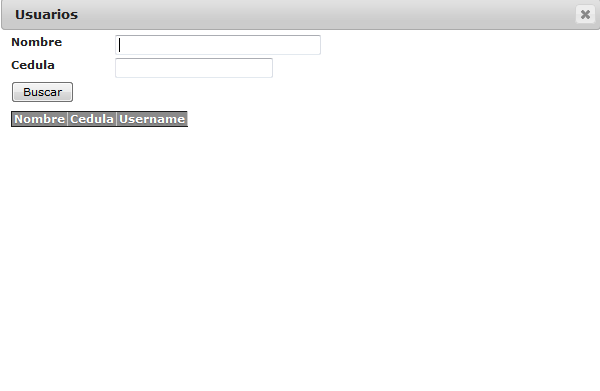 Usuarios
Nombre
Cedula
Buscar
Nombre Cedula Username